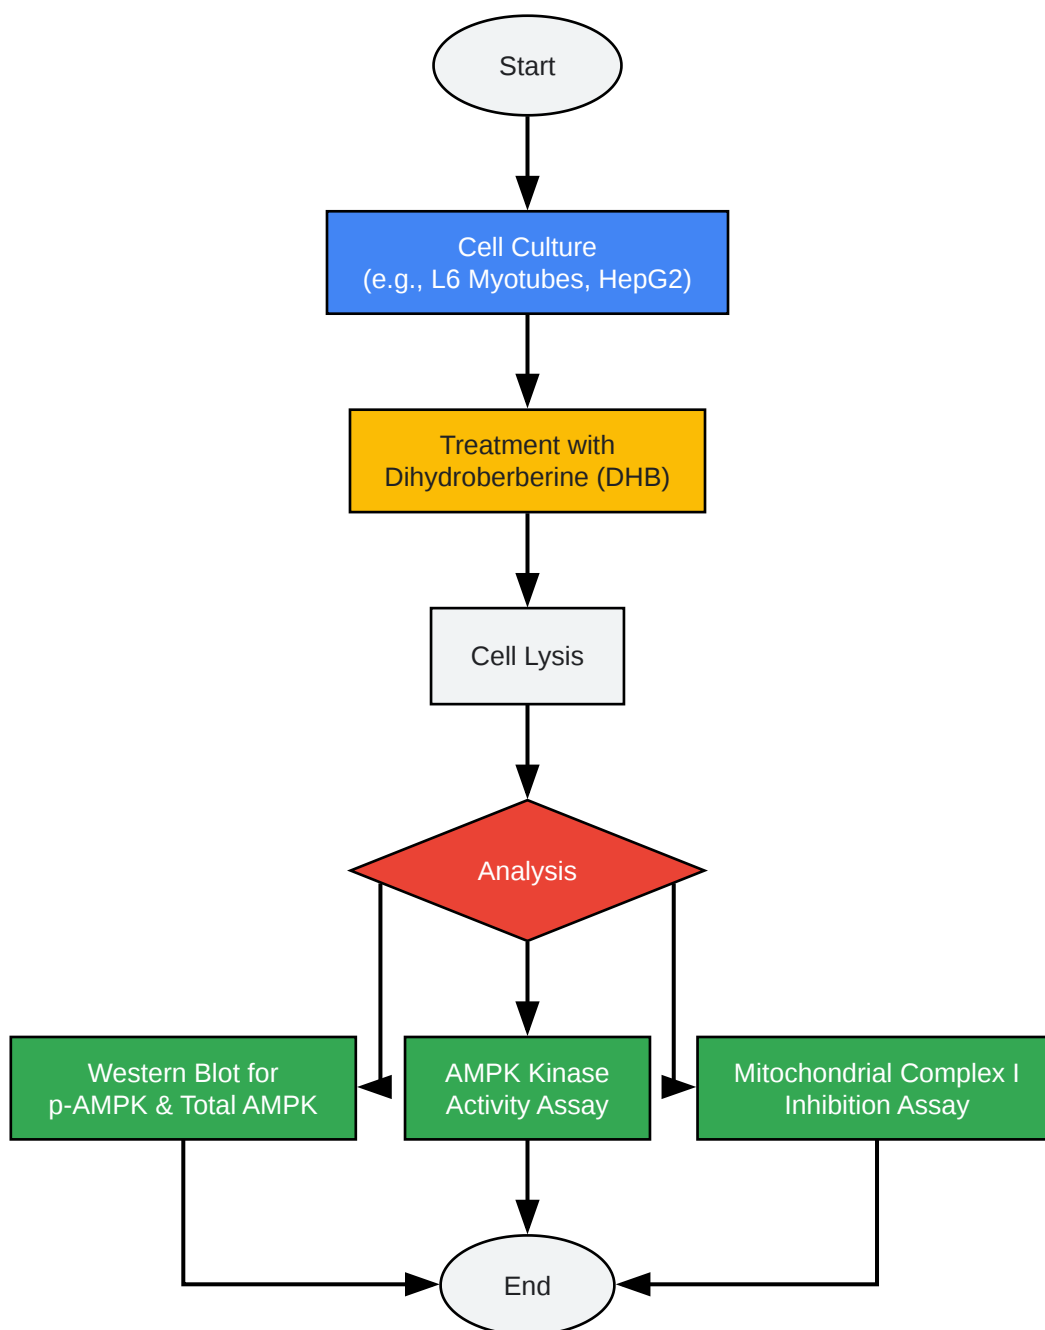 Start
Cell Culture
(e.g., L6 Myotubes, HepG2)
Treatment with
Dihydroberberine (DHB)
Cell Lysis
Analysis
Western Blot for
p-AMPK & Total AMPK
AMPK Kinase
Activity Assay
Mitochondrial Complex I
Inhibition Assay
End